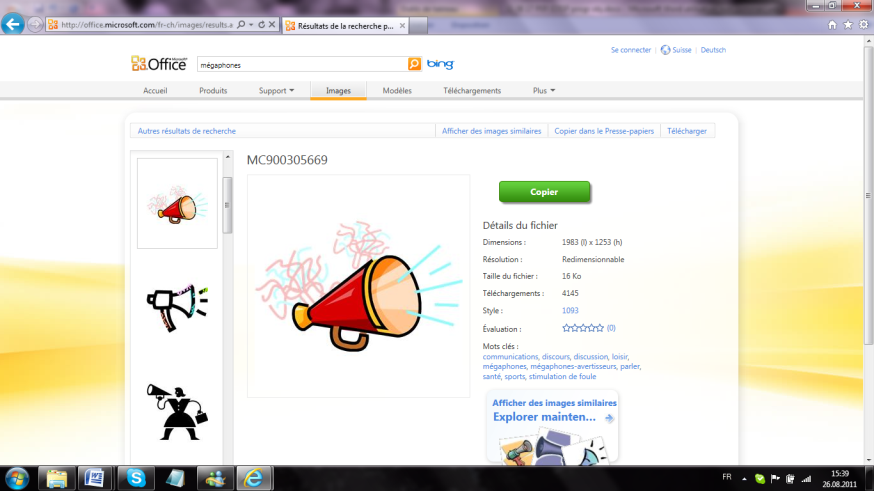 http://office.microsoft.com/fr-ch/images/results.a
Résultats de la recherche p...
Se connecter | Suisse | Deutsch
Microsoft
Office
mégaphones
bing
Accueil Produits Support Images Modèles Téléchargements Plus
Autres résultats de recherche
Afficher des images similaires Copier dans le Presse-papiers Télécharger
MC900305669
Copier
Détails du fichier
Dimensions : 1983 (l) x 1253 (h)
Résolution : Redimensionnable
Taille du fichier : 16 Ko
Téléchargements : 4145
Style : 1093
Évaluation : (0)
Mots clés :
communications, discours, discussion, loisir,
mégaphones, mégaphones-avertisseurs, parler,
santé, sports, stimulation de foule
Afficher des images similaires
Explorer mainten...
FR
15:39
26.08.2011